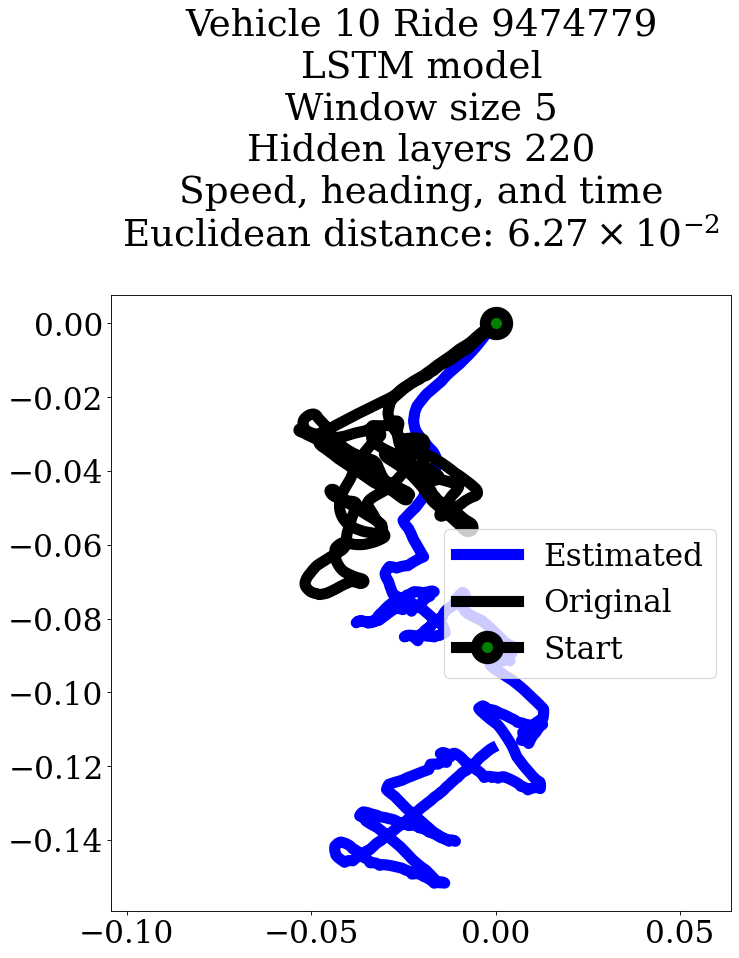 Vehicle 10 Ride 9474779
LSTM model
Window size 5
Hidden layers 220
Speed, heading, and time
Euclidean distance: 6.27 × 10⁻²
0.00
−0.02
−0.04
−0.06
−0.08
−0.10
−0.12
−0.14
Estimated
Original
Start
−0.10 −0.05 0.00 0.05